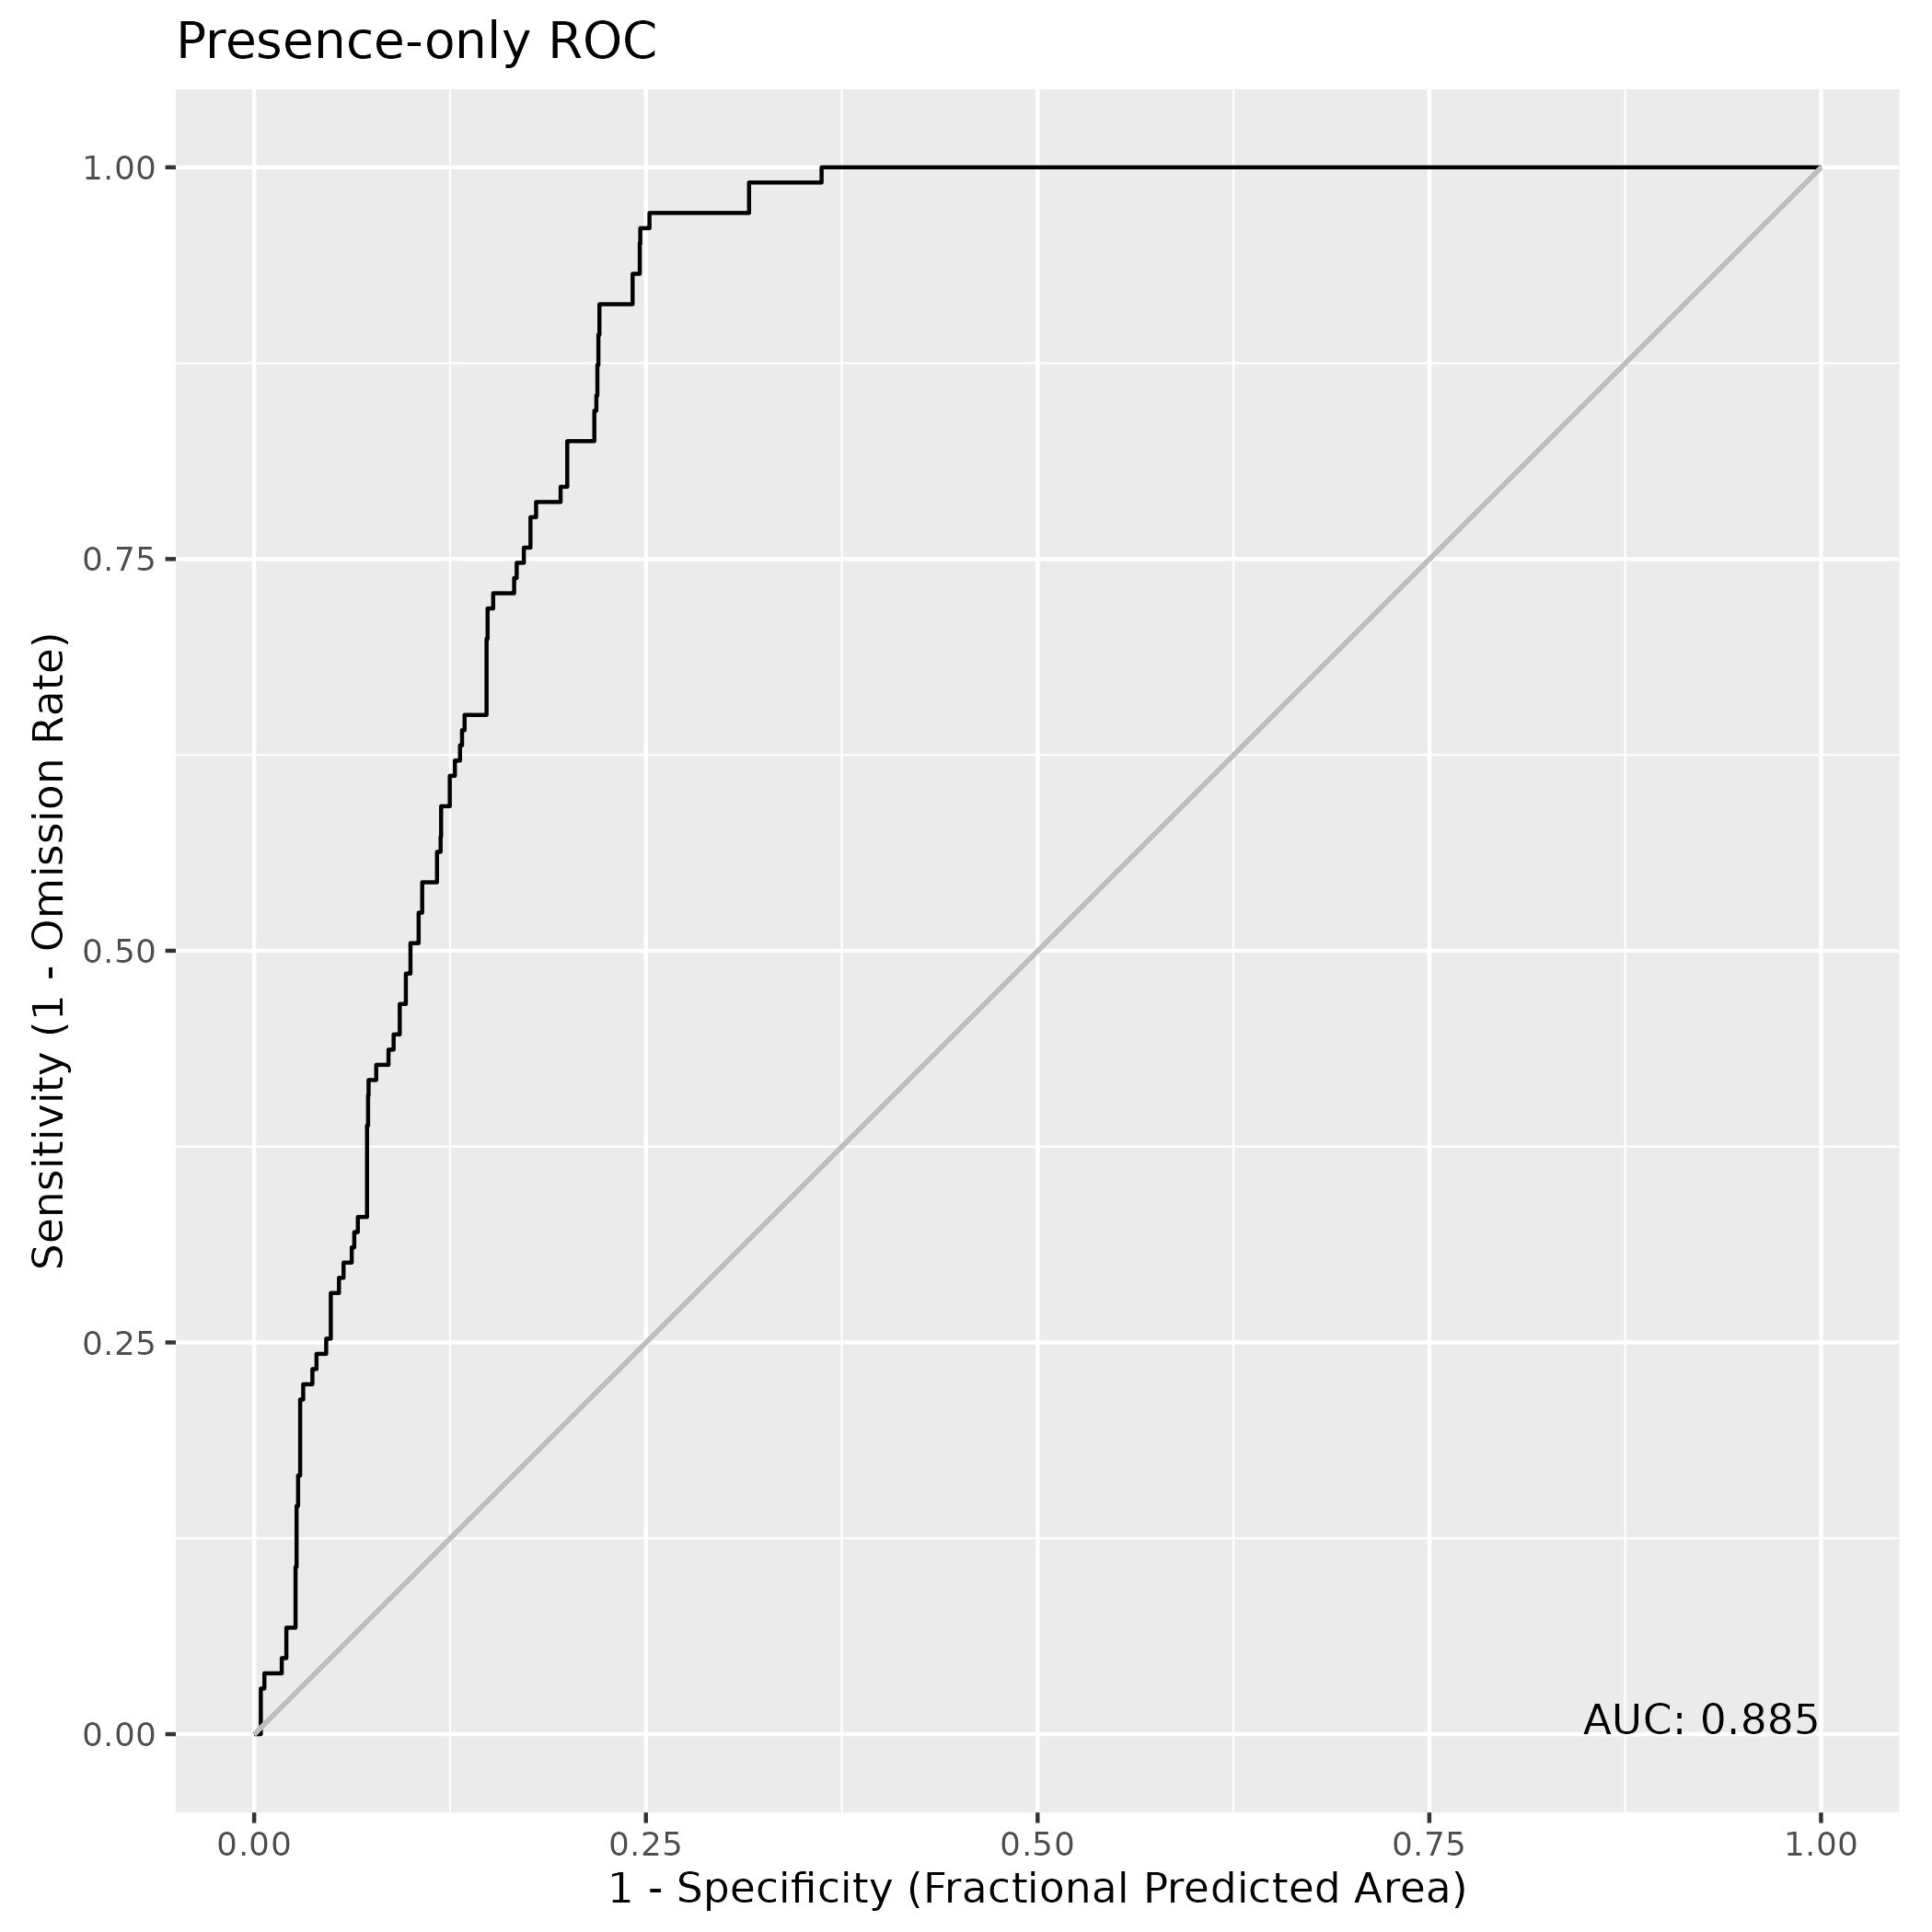 Presence-only ROC
Sensitivity (1 - Omission Rate)
1.00
0.75
0.50
0.25
0.00
AUC: 0.885
0.00 0.25 0.50 0.75 1.00
1 - Specificity (Fractional Predicted Area)